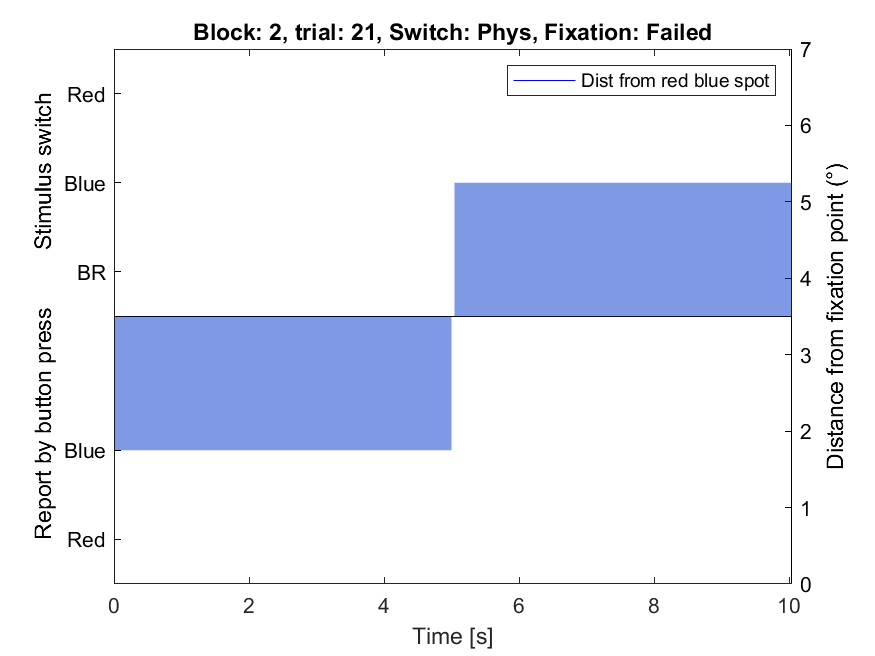 Block: 2, trial: 21, Switch: Phys, Fixation: Failed
Dist from red blue spot
Stimulus switch
Red
Blue
BR
Report by button press
Blue
Red
7
6
5
4
3
2
1
0
Distance from fixation point (°)
0 2 4 6 8 10
Time [s]